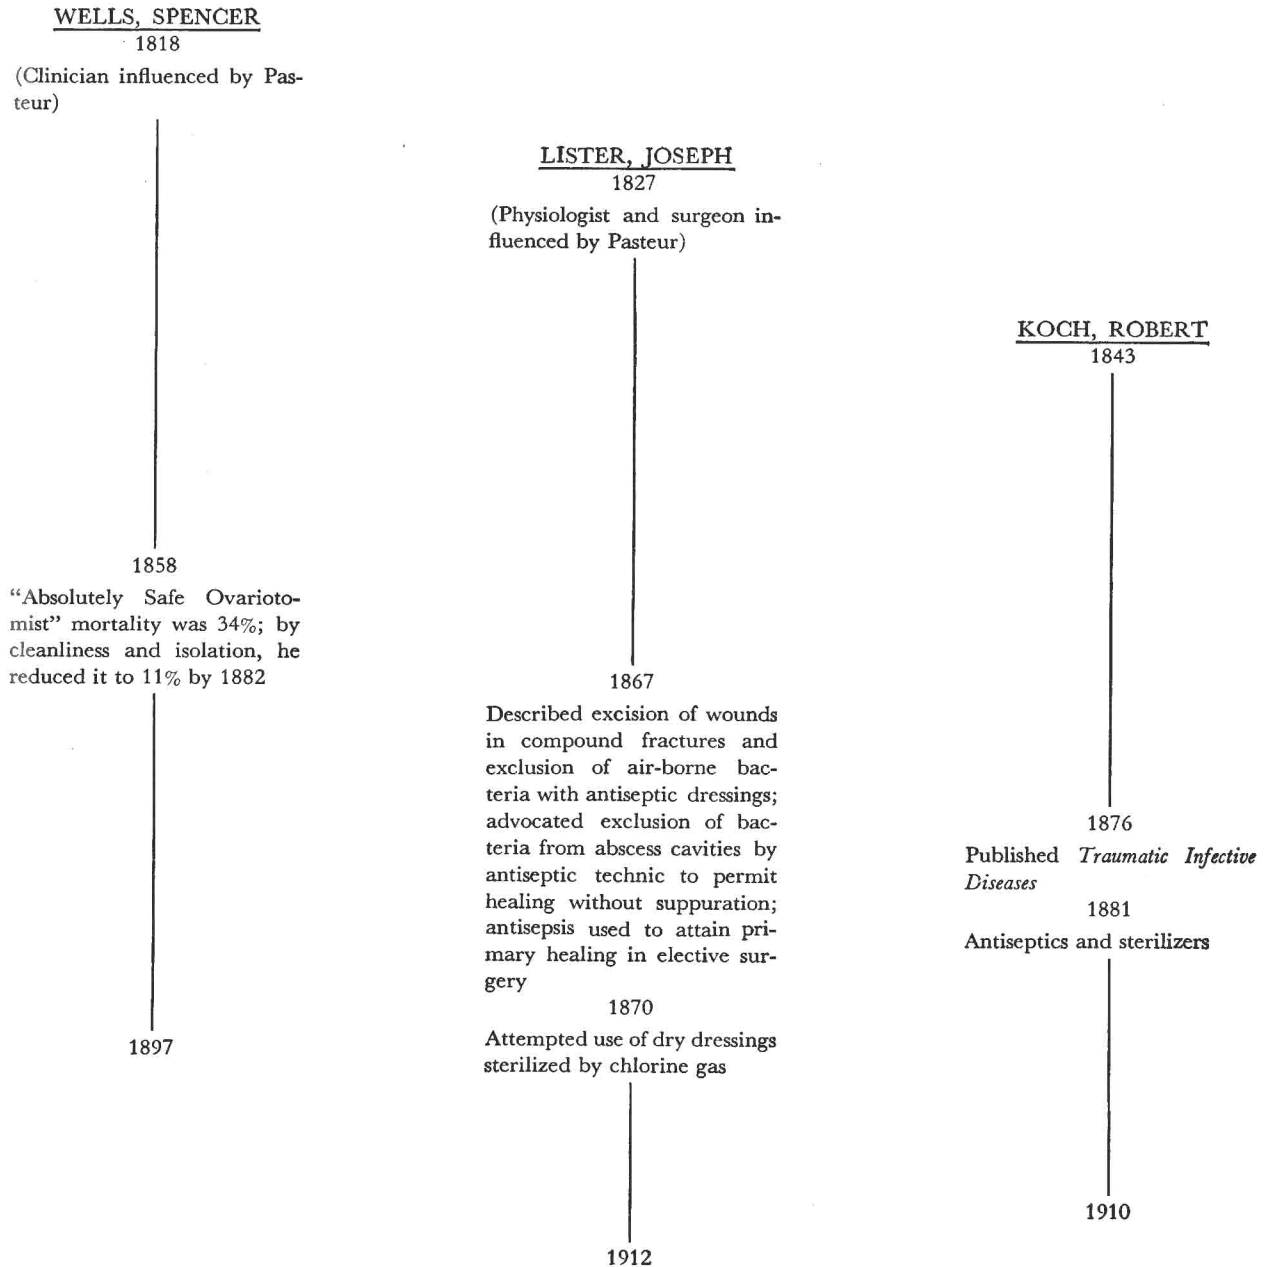 WELLS, SPENCER
1818
(Clinician influenced by Pas-
teur)
1858
“Absolutely Safe Ovarioto-
mist” mortality was 34%; by
cleanliness and isolation, he
reduced it to 11% by 1882
1897
LISTER, JOSEPH
1827
(Physiologist and surgeon in-
fluenced by Pasteur)
1867
Described excision of wounds
in compound fractures and
exclusion of air-borne bac-
teria with antiseptic dressings;
advocated exclusion of bac-
teria from abscess cavities by
antiseptic technic to permit
healing without suppuration;
antisepsis used to attain pri-
mary healing in elective sur-
gery
1870
Attempted use of dry dressings
sterilized by chlorine gas
1912
KOCH, ROBERT
1843
1876
Published Traumatic Infective
Diseases
1881
Antiseptics and sterilizers
1910